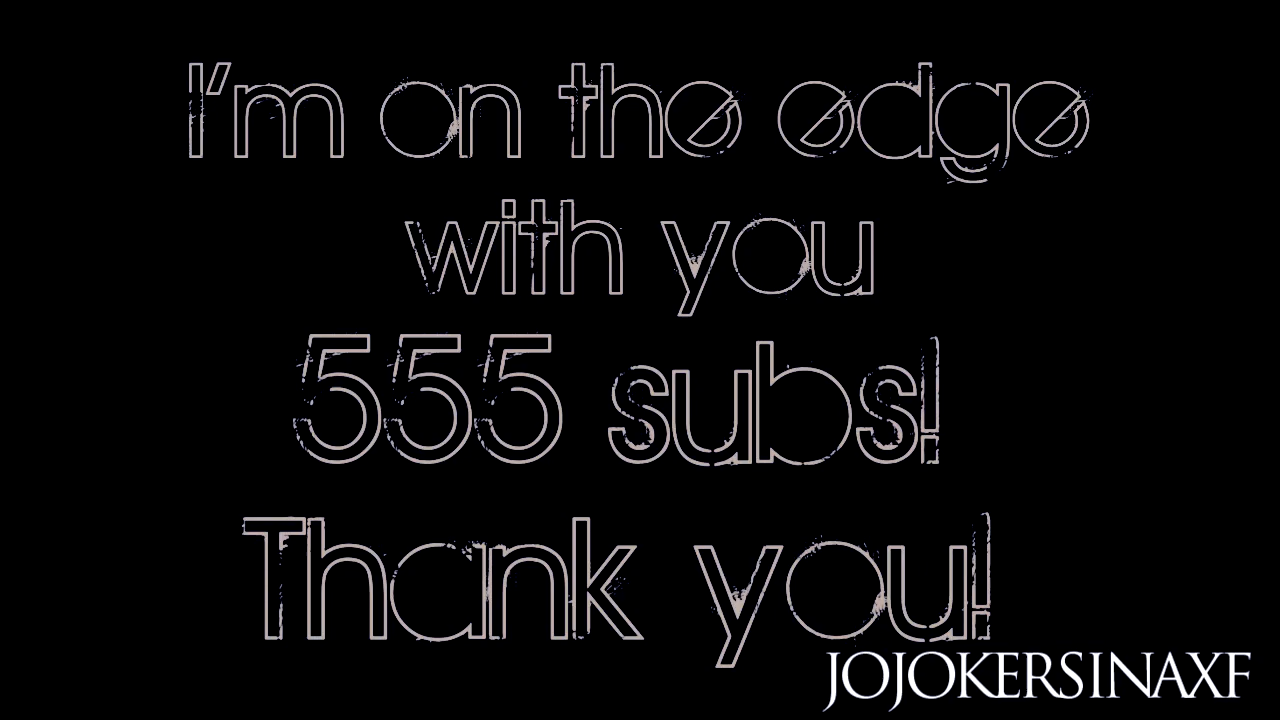 I'm on the edge
with you
555 subs!
Thank you!
JOJOKERSINAXF